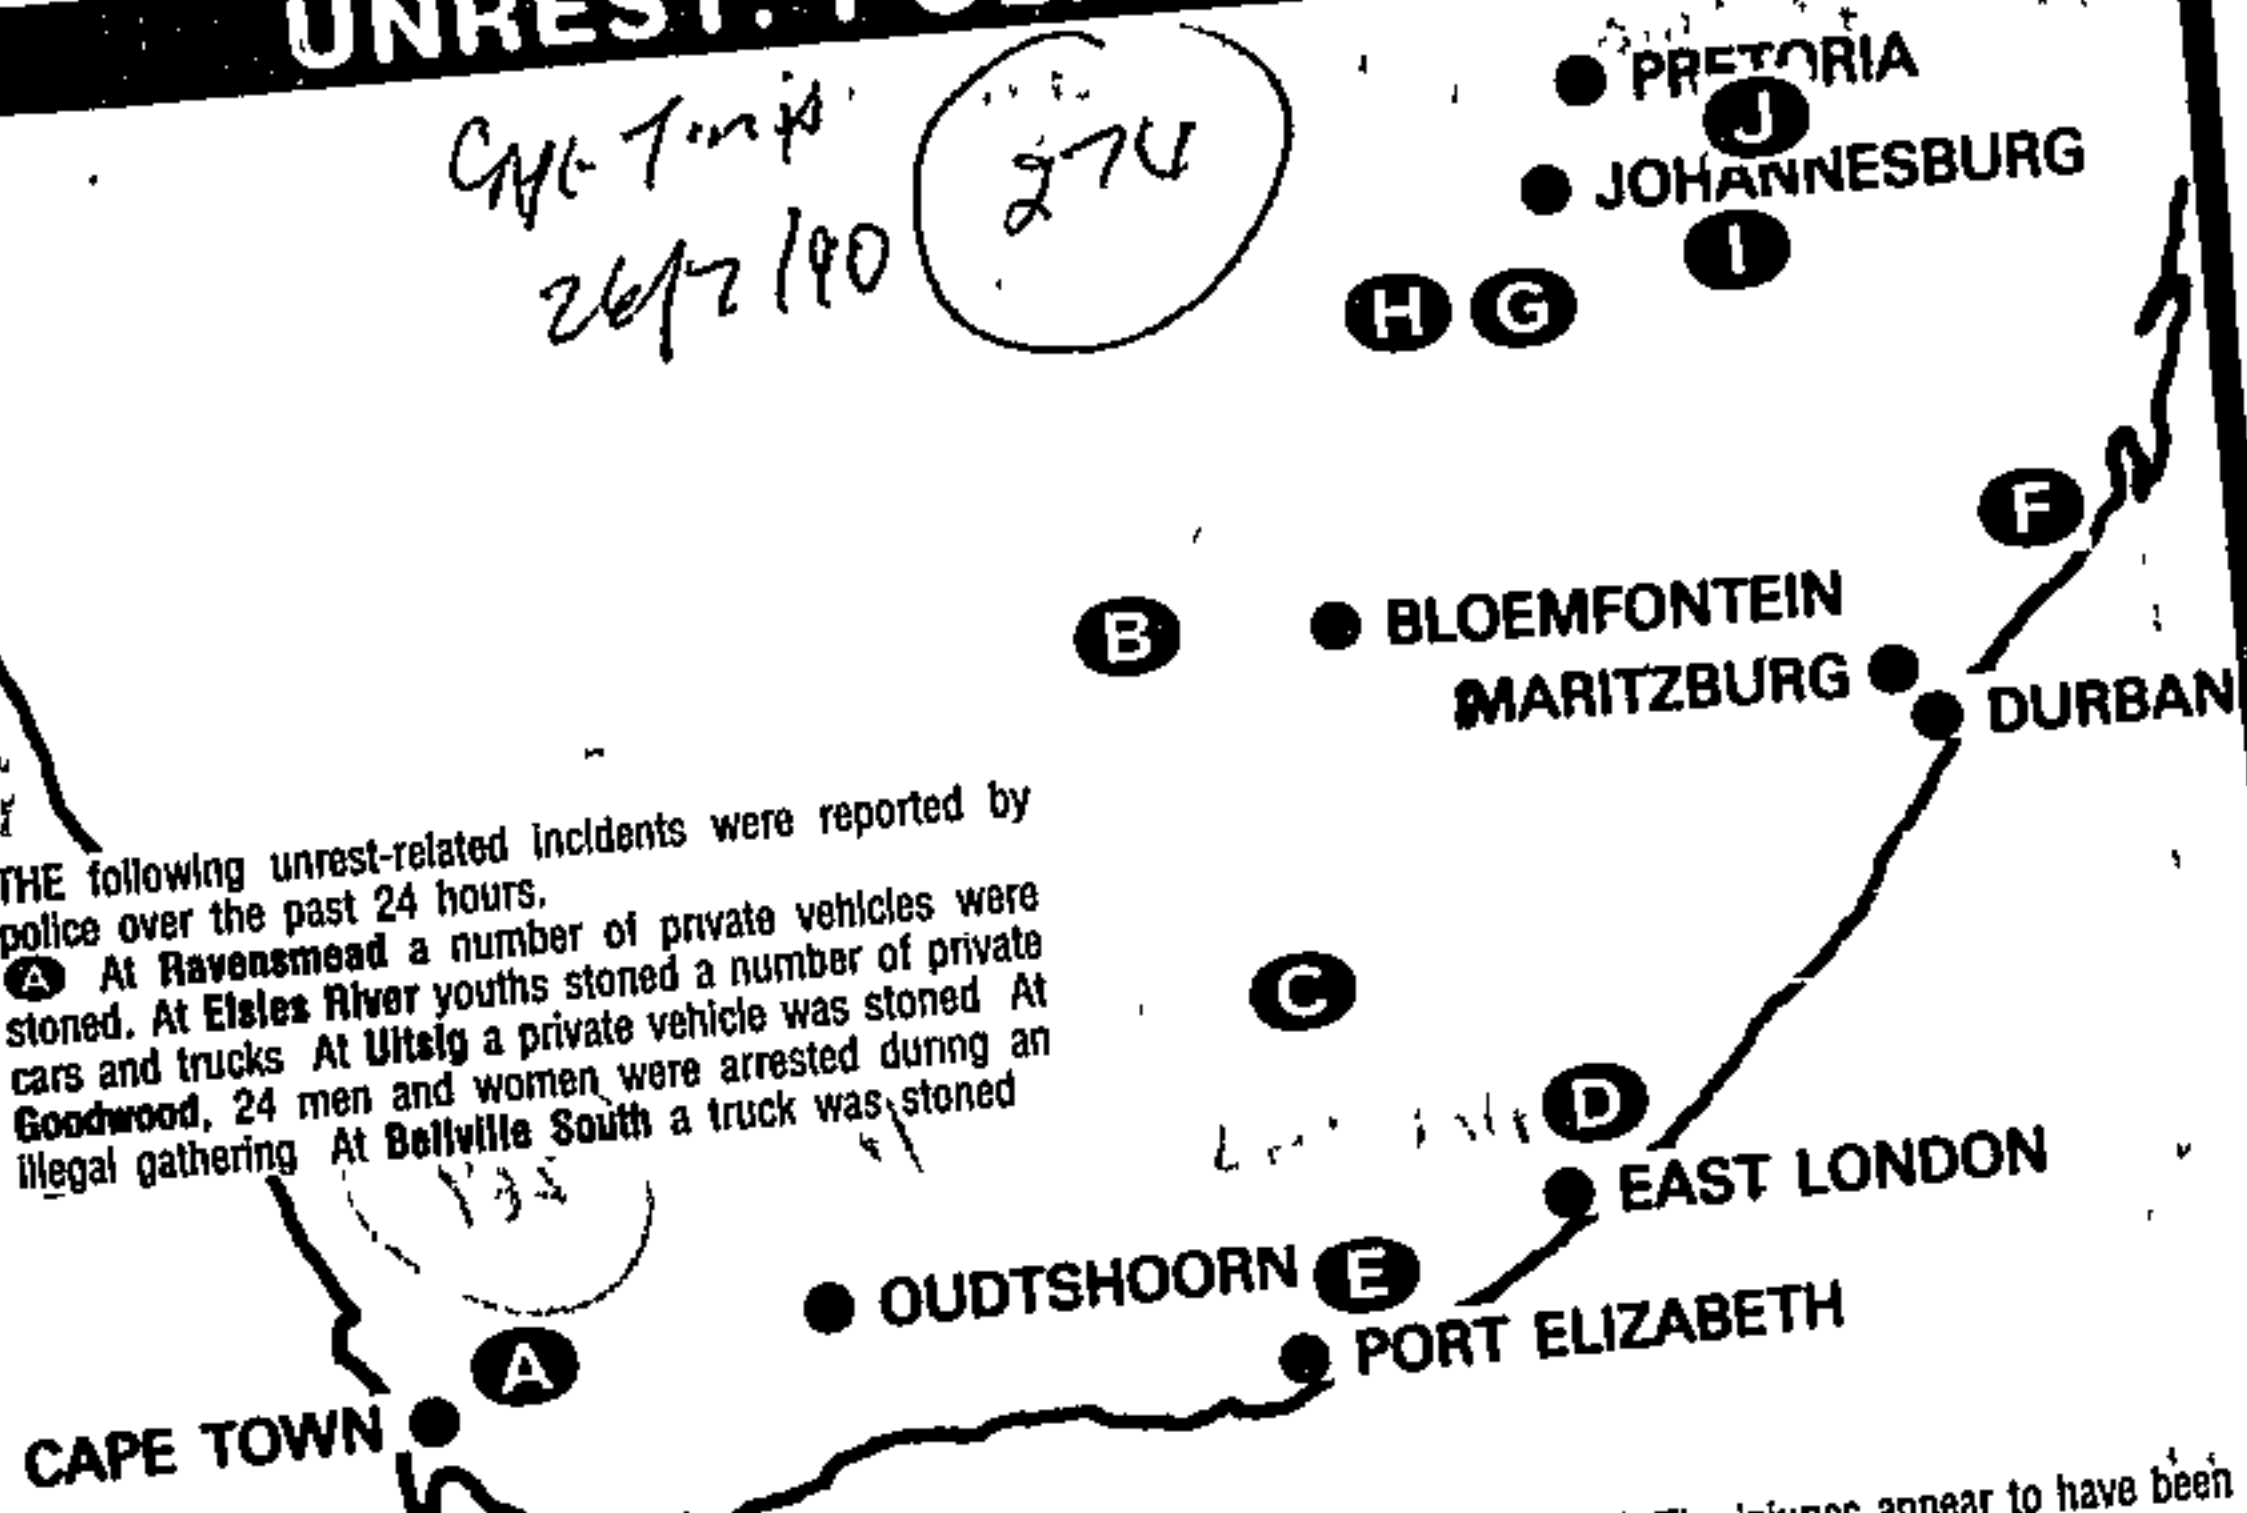 UNREST:
PRETORIA
Cape Times
J
274
JOHANNESBURG
26/7/90
I
H G
F
B
BLOEMFONTEIN
MARITZBURG
DURBAN
THE following unrest-related incidents were reported by
police over the past 24 hours.
A At Ravensmead a number of private vehicles were
stoned. At Elsies River youths stoned a number of private
cars and trucks At Uitsig a private vehicle was stoned At
Goodwood, 24 men and women were arrested during an
illegal gathering At Bellville South a truck was stoned
C
D
EAST LONDON
OUDTSHOORN
E
PORT ELIZABETH
A
CAPE TOWN
appear to have been